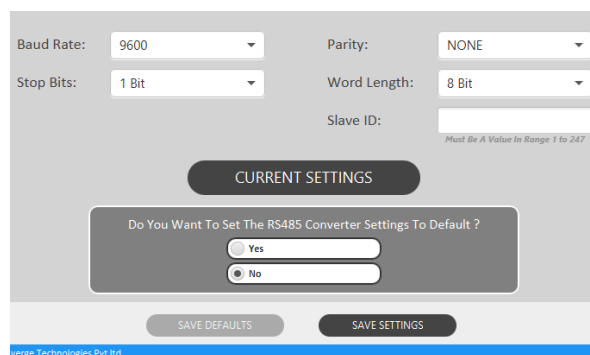 Baud Rate: 9600 Parity: NONE
Stop Bits: 1 Bit Word Length: 8 Bit
Slave ID:
Must Be A Value In Range 1 to 247
CURRENT SETTINGS
Do You Want To Set The RS485 Converter Settings To Default ?
Yes
No
SAVE DEFAULTS SAVE SETTINGS
Technologies Pvt ltd